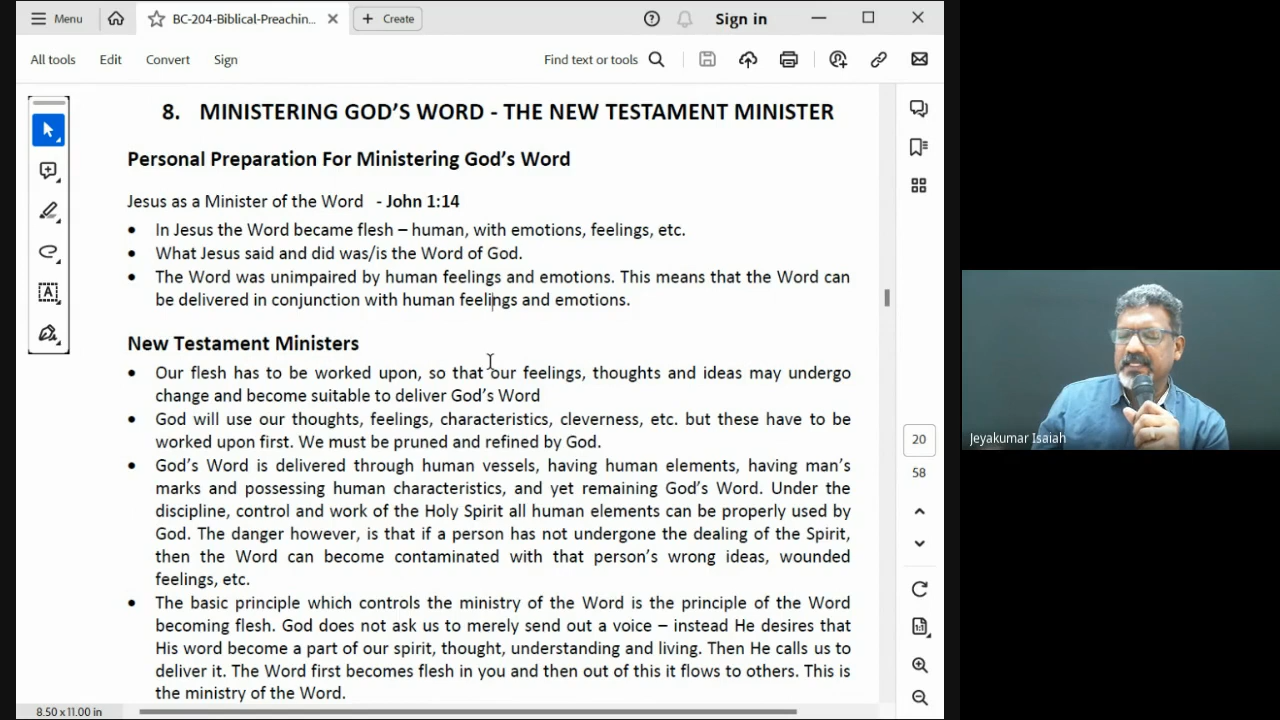 Menu
BC-204-Biblical-Preachin...
Create
Sign in
All tools
Edit
Convert
Sign
Find text or tools
8. MINISTERING GOD'S WORD - THE NEW TESTAMENT MINISTER
Personal Preparation For Ministering God's Word
Jesus as a Minister of the Word - John 1:14
• In Jesus the Word became flesh – human, with emotions, feelings, etc.
• What Jesus said and did was/is the Word of God.
• The Word was unimpaired by human feelings and emotions. This means that the Word can
be delivered in conjunction with human feelings and emotions.
New Testament Ministers
• Our flesh has to be worked upon, so that our feelings, thoughts and ideas may undergo
change and become suitable to deliver God's Word
• God will use our thoughts, feelings, characteristics, cleverness, etc. but these have to be
worked upon first. We must be pruned and refined by God.
• God's Word is delivered through human vessels, having human elements, having man's
marks and possessing human characteristics, and yet remaining God's Word. Under the
discipline, control and work of the Holy Spirit all human elements can be properly used by
God. The danger however, is that if a person has not undergone the dealing of the Spirit,
then the Word can become contaminated with that person's wrong ideas, wounded
feelings, etc.
• The basic principle which controls the ministry of the Word is the principle of the Word
becoming flesh. God does not ask us to merely send out a voice – instead He desires that
His word become a part of our spirit, thought, understanding and living. Then He calls us to
deliver it. The Word first becomes flesh in you and then out of this it flows to others. This is
the ministry of the Word.
20
58
1:1
8.50 x 11.00 in
Jeyakumar Isaiah